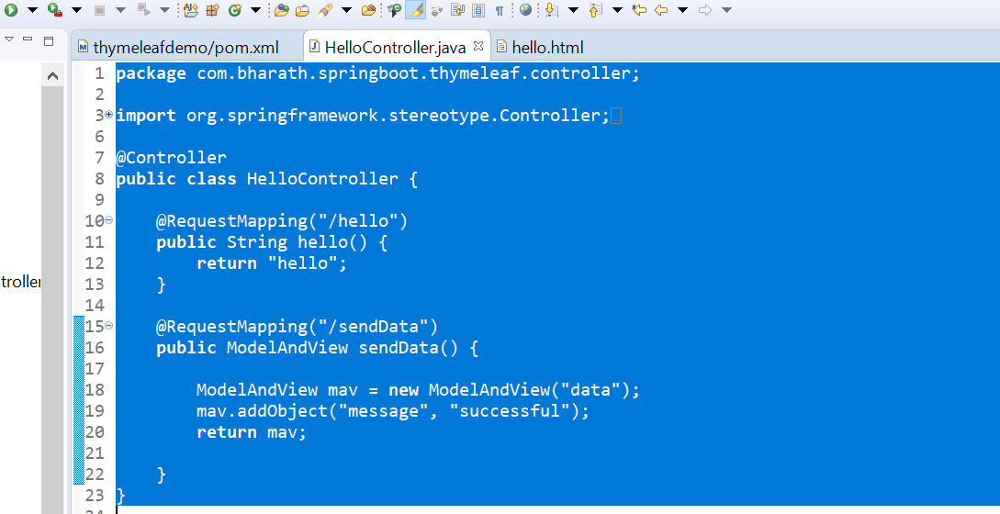 thymeleafdemo/pom.xml HelloController.java hello.html
troller
1 package com.bharath.springboot.thymeleaf.controller;
2
3 import org.springframework.stereotype.Controller;
6
7 @Controller
8 public class HelloController {
9
10 @RequestMapping("/hello")
11 public String hello() {
12 return "hello";
13 }
14
15 @RequestMapping("/sendData")
16 public ModelAndView sendData() {
17
18 ModelAndView mav = new ModelAndView("data");
19 mav.addObject("message", "successful");
20 return mav;
21
22 }
23 }